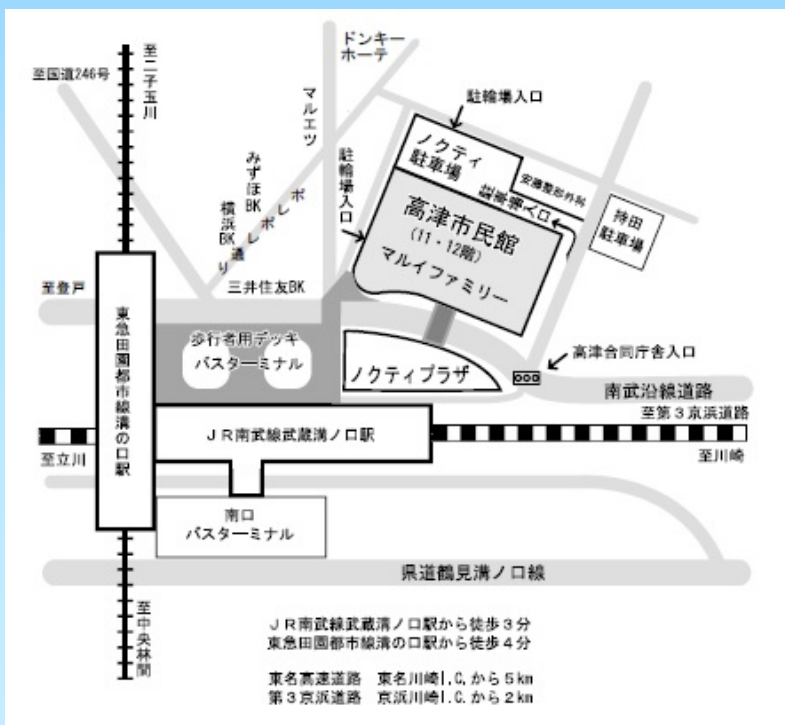 ドンキー
ホーテ
至二子玉川
至国道246号
マルエツ
駐輪場入口
みずほBK
横浜BK
ポレポレ通り
駐輪場入口
ノクティ
駐車場
安藤整形外科
駐車場入口
持田
駐車場
高津市民館
(11・12階)
マルイファミリー
三井住友BK
至登戸
東急田園都市線溝の口駅
歩行者用デッキ
バスターミナル
ノクティプラザ
高津合同庁舎入口
南武沿線道路
至第3京浜道路
JR南武線武蔵溝ノ口駅
至立川
至川崎
南口
バスターミナル
県道鶴見溝ノ口線
至中央林間
JR南武線武蔵溝ノ口駅から徒歩3分
東急田園都市線溝の口駅から徒歩4分
東名高速道路 東名川崎I.C.から5km
第3京浜道路 京浜川崎I.C.から2km